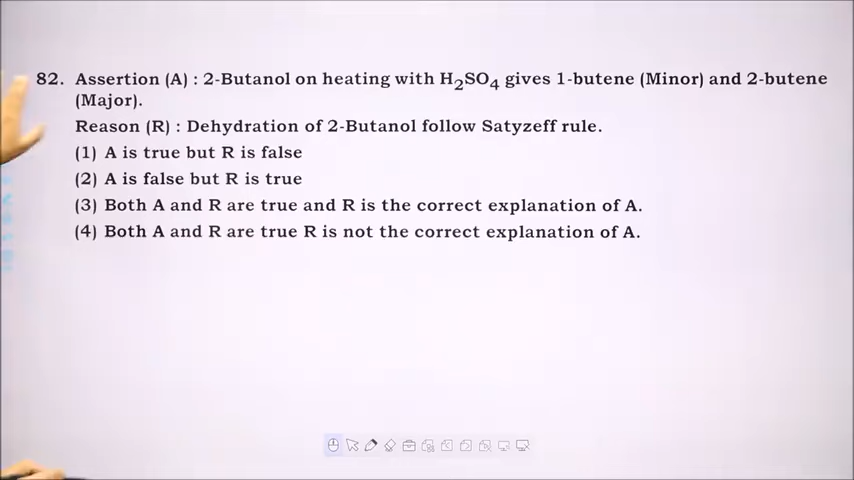 82. Assertion (A) : 2-Butanol on heating with H2SO4 gives 1-butene (Minor) and 2-butene
(Major).
Reason (R) : Dehydration of 2-Butanol follow Satyzeff rule.
(1) A is true but R is false
(2) A is false but R is true
(3) Both A and R are true and R is the correct explanation of A.
(4) Both A and R are true R is not the correct explanation of A.